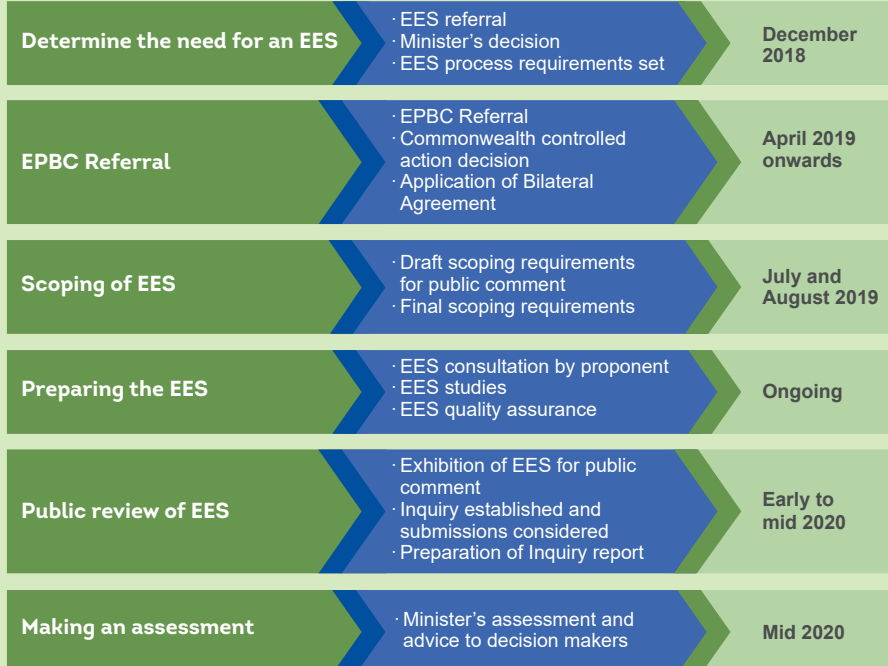 Determine the need for an EES
· EES referral
· Minister's decision
· EES process requirements set
December
2018
EPBC Referral
· EPBC Referral
· Commonwealth controlled
action decision
· Application of Bilateral
Agreement
April 2019
onwards
Scoping of EES
· Draft scoping requirements
for public comment
· Final scoping requirements
July and
August 2019
Preparing the EES
· EES consultation by proponent
· EES studies
· EES quality assurance
Ongoing
Public review of EES
· Exhibition of EES for public
comment
· Inquiry established and
submissions considered
· Preparation of Inquiry report
Early to
mid 2020
Making an assessment
· Minister's assessment and
advice to decision makers
Mid 2020